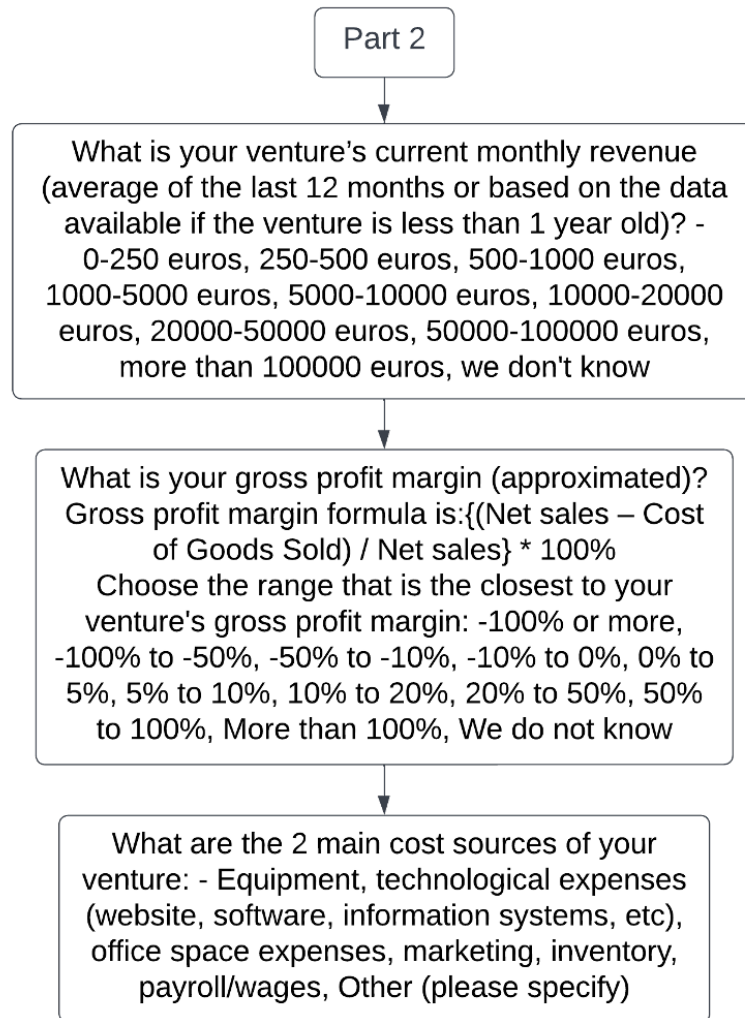 Part 2
What is your venture’s current monthly revenue
(average of the last 12 months or based on the data
available if the venture is less than 1 year old)? -
0-250 euros, 250-500 euros, 500-1000 euros,
1000-5000 euros, 5000-10000 euros, 10000-20000
euros, 20000-50000 euros, 50000-100000 euros,
more than 100000 euros, we don't know
What is your gross profit margin (approximated)?
Gross profit margin formula is:{(Net sales – Cost
of Goods Sold) / Net sales} * 100%
Choose the range that is the closest to your
venture's gross profit margin: -100% or more,
-100% to -50%, -50% to -10%, -10% to 0%, 0% to
5%, 5% to 10%, 10% to 20%, 20% to 50%, 50%
to 100%, More than 100%, We do not know
What are the 2 main cost sources of your
venture: - Equipment, technological expenses
(website, software, information systems, etc),
office space expenses, marketing, inventory,
payroll/wages, Other (please specify)